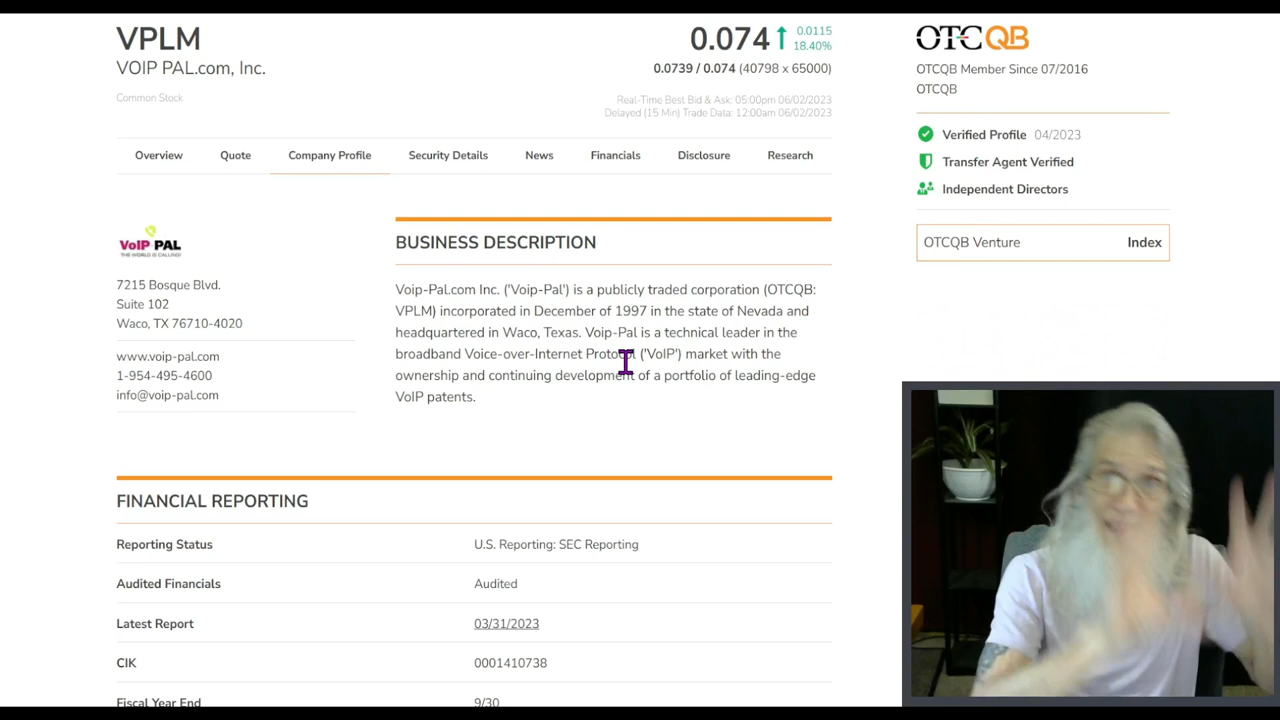 VPLM
VOIP PAL.com, Inc.
Common Stock
0.074
0.0115
18.40%
0.0739 / 0.074 (40798 x 65000)
Real-Time Best Bid & Ask: 05:00pm 06/02/2023
Delayed (15 Min) Trade Data: 12:00am 06/02/2023
OTCQB
OTCQB Member Since 07/2016
OTCQB
Verified Profile 04/2023
Transfer Agent Verified
Independent Directors
OTCQB Venture Index
Overview Quote Company Profile Security Details News Financials Disclosure Research
VoIP PAL
THE WORLD IS CALLING!
7215 Bosque Blvd.
Suite 102
Waco, TX 76710-4020
www.voip-pal.com
1-954-495-4600
info@voip-pal.com
BUSINESS DESCRIPTION
Voip-Pal.com Inc. ('Voip-Pal') is a publicly traded corporation (OTCQB:
VPLM) incorporated in December of 1997 in the state of Nevada and
headquartered in Waco, Texas. Voip-Pal is a technical leader in the
broadband Voice-over-Internet Protocol ('VoIP') market with the
ownership and continuing development of a portfolio of leading-edge
VoIP patents.
FINANCIAL REPORTING
Reporting Status U.S. Reporting: SEC Reporting
Audited Financials Audited
Latest Report 03/31/2023
CIK 0001410738
Fiscal Year End 9/30